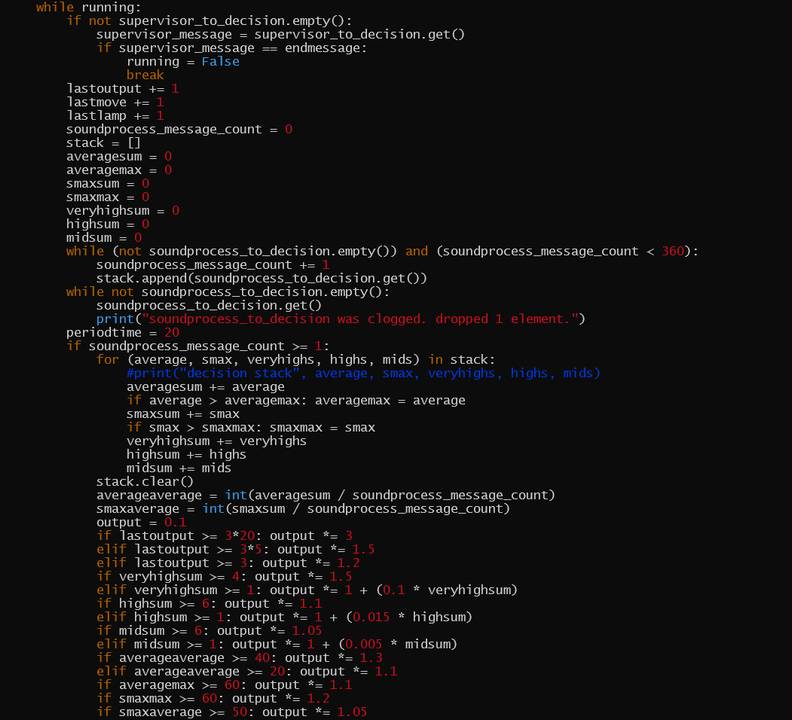 while running:
if not supervisor_to_decision.empty():
supervisor_message = supervisor_to_decision.get()
if supervisor_message == endmessage:
running = False
break
lastoutput += 1
lastmove += 1
lastlamp += 1
soundprocess_message_count = 0
stack = []
averagesum = 0
averagemax = 0
smaxsum = 0
smaxmax = 0
veryhighsum = 0
highsum = 0
midsum = 0
while (not soundprocess_to_decision.empty()) and (soundprocess_message_count < 360):
soundprocess_message_count += 1
stack.append(soundprocess_to_decision.get())
while not soundprocess_to_decision.empty():
soundprocess_to_decision.get()
print("soundprocess_to_decision was clogged. dropped 1 element.")
periodtime = 20
if soundprocess_message_count >= 1:
for (average, smax, veryhighs, highs, mids) in stack:
#print("decision stack", average, smax, veryhighs, highs, mids)
averagesum += average
if average > averagemax: averagemax = average
smaxsum += smax
if smax > smaxmax: smaxmax = smax
veryhighsum += veryhighs
highsum += highs
midsum += mids
stack.clear()
averageaverage = int(averagesum / soundprocess_message_count)
smaxaverage = int(smaxsum / soundprocess_message_count)
output = 0.1
if lastoutput >= 3*20: output *= 3
elif lastoutput >= 3*5: output *= 1.5
elif lastoutput >= 3: output *= 1.2
if veryhighsum >= 4: output *= 1.5
elif veryhighsum >= 1: output *= 1 + (0.1 * veryhighsum)
if highsum >= 6: output *= 1.1
elif highsum >= 1: output *= 1 + (0.015 * highsum)
if midsum >= 6: output *= 1.05
elif midsum >= 1: output *= 1 + (0.005 * midsum)
if averageaverage >= 40: output *= 1.3
elif averageaverage >= 20: output *= 1.1
if averagemax >= 60: output *= 1.1
if smaxmax >= 60: output *= 1.2
if smaxaverage >= 50: output *= 1.05